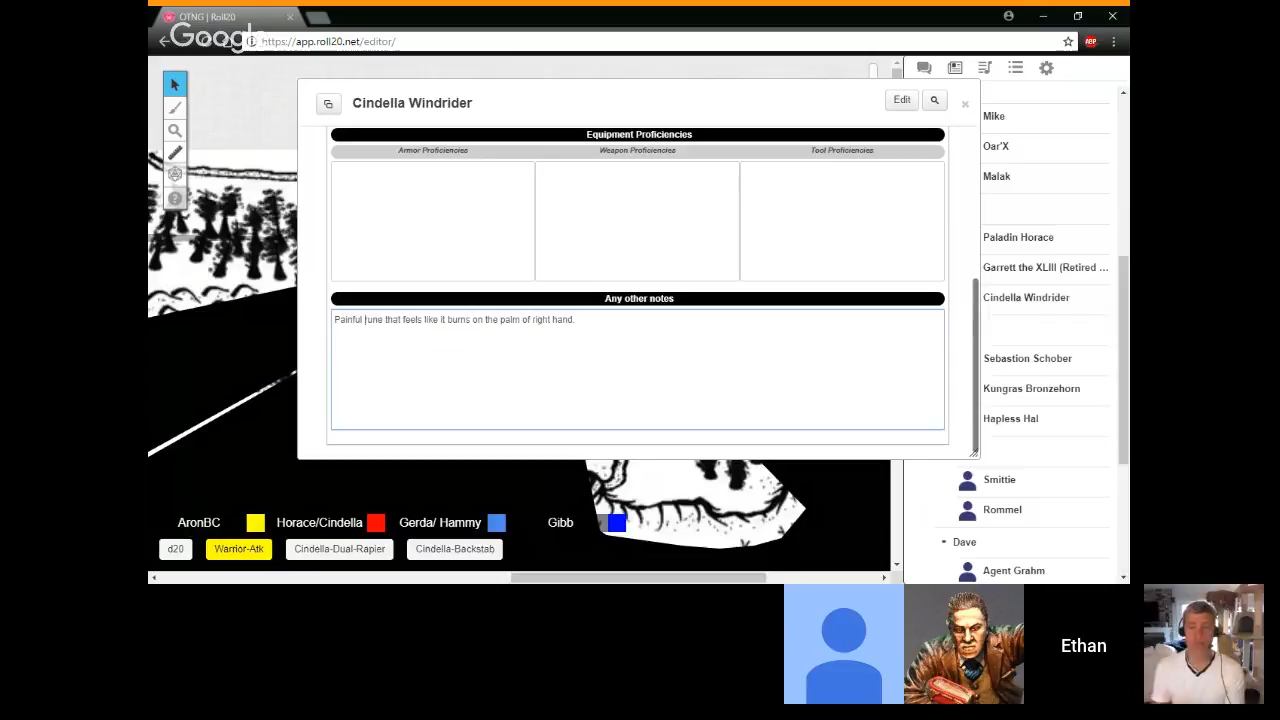 OTNG | Roll20
Google
https://app.roll20.net/editor/
ABP
Cindella Windrider
Edit
Equipment Proficiencies
Armor Proficiencies
Weapon Proficiencies
Tool Proficiencies
Any other notes
Painful rune that feels like it burns on the palm of right hand.
Mike
Oar'X
Malak
Paladin Horace
Garrett the XLIII (Retired ...
Cindella Windrider
Sebastion Schober
Kungras Bronzehorn
Hapless Hal
Smittie
Rommel
Dave
Agent Grahm
AronBC
Horace/Cindella
Gerda/ Hammy
Gibb
d20
Warrior-Atk
Cindella-Dual-Rapier
Cindella-Backstab
Ethan